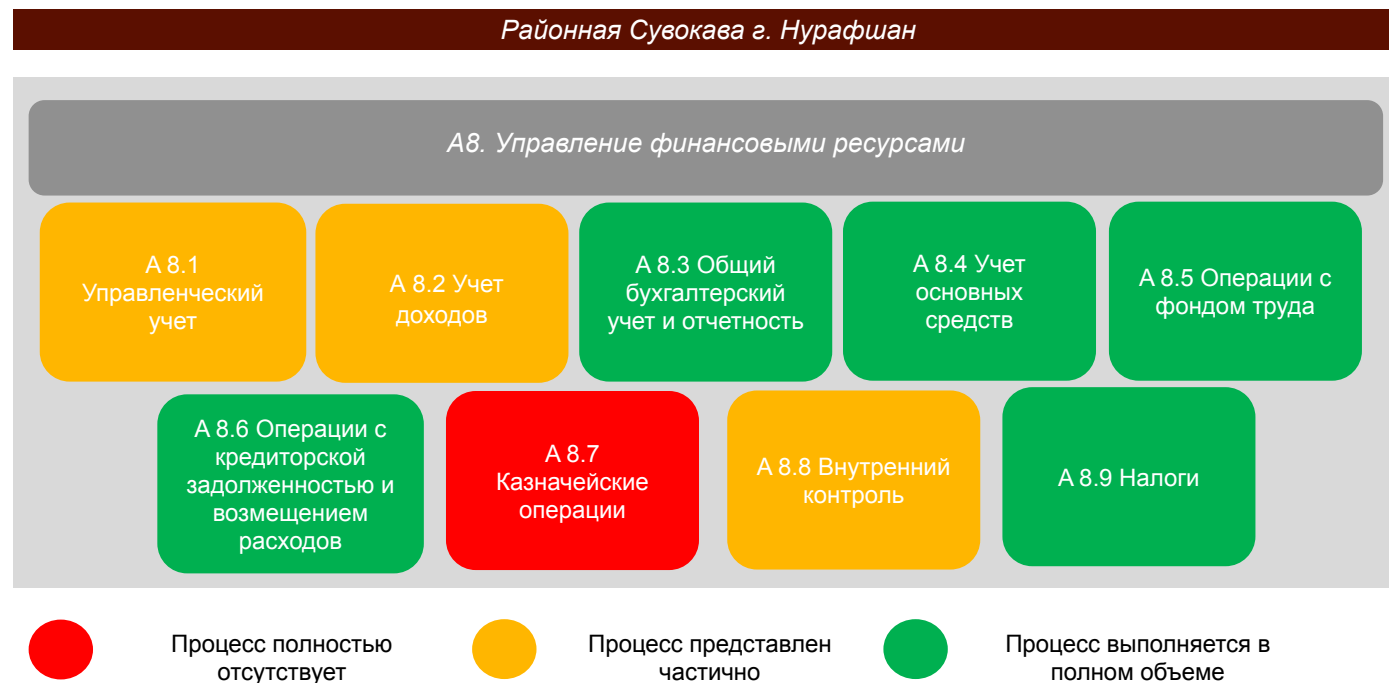 Районная Сувокава г. Нурафшан
А8. Управление финансовыми ресурсами
А 8.1
Управленческий
учет
А 8.2 Учет
доходов
А 8.3 Общий
бухгалтерский
учет и отчетность
А 8.4 Учет
основных
средств
А 8.5 Операции с
фондом труда
А 8.6 Операции с
кредиторской
задолженностью и
возмещением
расходов
А 8.7
Казначейские
операции
А 8.8 Внутренний
контроль
А 8.9 Налоги
Процесс полностью
отсутствует
Процесс представлен
частично
Процесс выполняется в
полном объеме